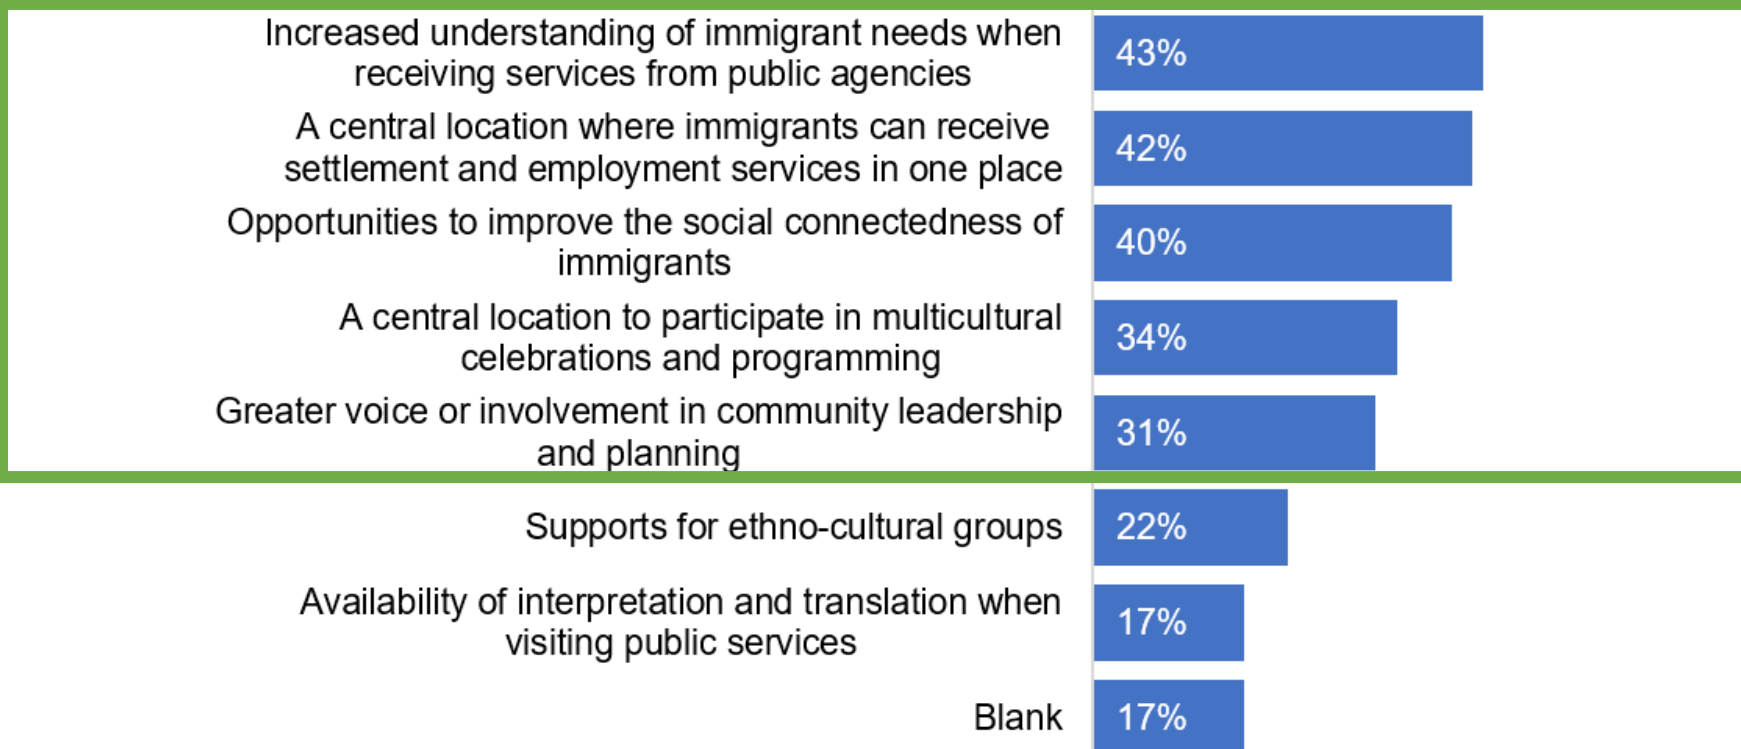 Increased understanding of immigrant needs when
receiving services from public agencies
43%
A central location where immigrants can receive
settlement and employment services in one place
42%
Opportunities to improve the social connectedness of
immigrants
40%
A central location to participate in multicultural
celebrations and programming
34%
Greater voice or involvement in community leadership
and planning
31%
Supports for ethno-cultural groups
22%
Availability of interpretation and translation when
visiting public services
17%
Blank
17%